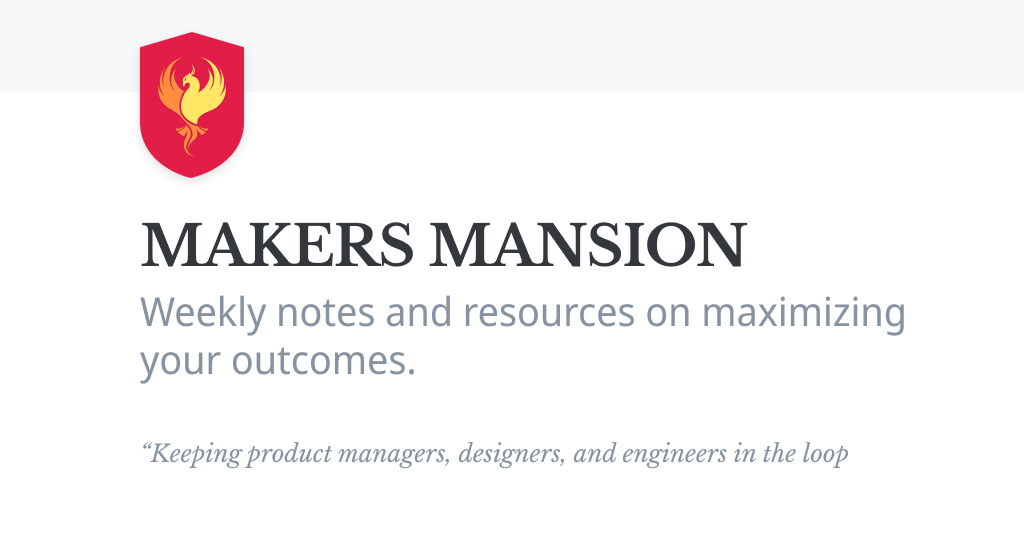 MAKERS MANSION
Weekly notes and resources on maximizing
your outcomes.
“Keeping product managers, designers, and engineers in the loop